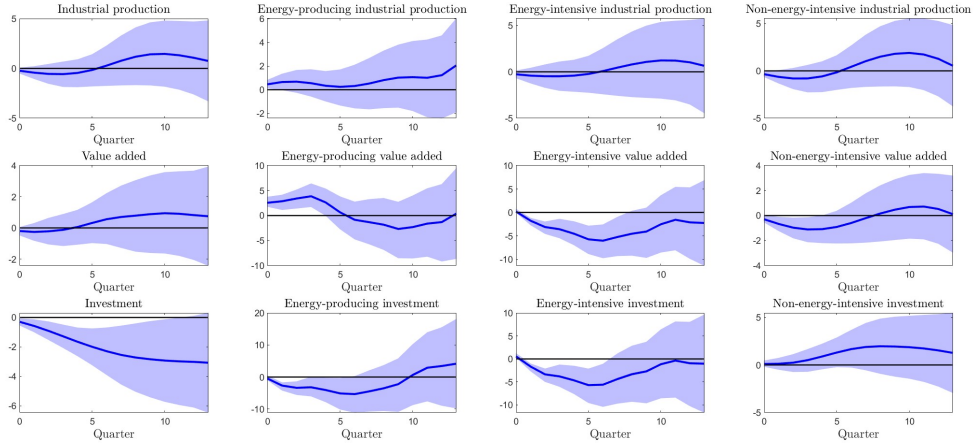 Industrial production
5
0
-5
0 5 10
Quarter
Energy-producing industrial production
6
4
2
0
-2
0 5 10
Quarter
Energy-intensive industrial production
5
0
-5
0 5 10
Quarter
Non-energy-intensive industrial production
5
0
-5
0 5 10
Quarter
Value added
4
2
0
-2
0 5 10
Quarter
Energy-producing value added
10
5
0
-5
-10
0 5 10
Quarter
Energy-intensive value added
10
5
0
-5
-10
0 5 10
Quarter
Non-energy-intensive value added
4
2
0
-2
-4
0 5 10
Quarter
Investment
0
-2
-4
-6
0 5 10
Quarter
Energy-producing investment
20
10
0
-10
0 5 10
Quarter
Energy-intensive investment
10
5
0
-5
-10
0 5 10
Quarter
Non-energy-intensive investment
5
0
-5
0 5 10
Quarter